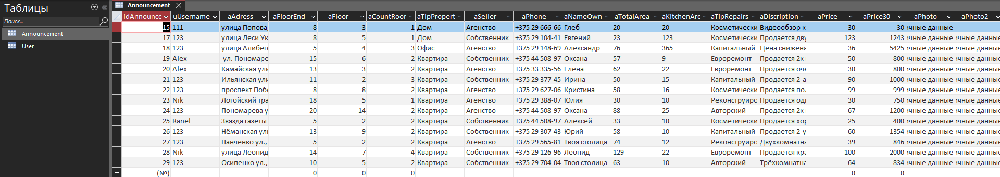 Таблицы
Поиск...
Announcement
User
Announcement
idAnnounce uUsername aAdress aFloorEnd aFloor aCountRoor aTipPropert aSeller aPhone aNameOwn aTotalArea aKitchenAre aTipRepairs aDiscription aPrice aPrice30 aPhoto aPhoto2
15 111 улица Попова 8 3 1 Дом Агенство +375 29 666-66 Глеб 20 20 Косметически Видеообзор к 30 30 ичные данные
17 123 улица Леси Ук 8 5 1 Дом Собственник +375 29 104-41 Евгений 23 123 Косметически Продается дву 123 1243 ичные данные ичные данные
18 123 улица Алибег 5 4 3 Офис Агенство +375 29 148-69 Александр 76 365 Капитальный Цена снижена 36 5425 ичные данные ичные данные
19 Alex ул. Пономаре 15 6 2 Квартира Собственник +375 44 508-97 Оксана 57 9 Евроремонт Продается 2к 50 800 ичные данные ичные данные
20 Alex Камайская ули 13 3 2 Квартира Агенство +375 33 335-56 Елена 62 22 Евроремонт Продается оче 30 800 ичные данные ичные данные
21 123 Ильянская ули 11 2 3 Квартира Собственник +375 29 377-45 Ирина 50 15 Капитальный Продается 2-а 90 1000 ичные данные ичные данные
22 123 проспект Побе 8 8 2 Квартира Агенство +375 29 627-06 Кристина 58 16 Косметически Продается пол 99 999 ичные данные ичные данные
23 Nik Логойский тра 18 5 1 Квартира Агенство +375 29 388-07 Юлия 30 10 Реконструиро Продается одн 30 750 ичные данные ичные данные
24 123 Пономарева у 20 14 2 Квартира Агенство +375 44 508-97 Оксана 88 25 Авторский Продается 2к 67 1200 ичные данные ичные данные
25 Ranel Звязда газеты 5 2 2 Квартира Собственник +375 44 508-97 Алексей 33 10 Косметически Продается хор 25 400 ичные данные ичные данные
26 123 Нёманская ул 13 9 2 Квартира Собственник +375 29 307-43 Юрий 58 10 Капитальный Продается 2-у 60 1354 ичные данные ичные данные
27 123 Панченко ул., 5 2 2 Квартира Агенство +375 29 565-81 Твоя столица 74 12 Реконструиро Двухкомнатна 39 846 ичные данные ичные данные
28 Nik улица Леонид 14 7 4 Квартира Собственник +375 29 126-96 Леонид 129 22 Евроремонт Продаётся кра 100 2000 ичные данные ичные данные
29 123 Осипенко ул., 10 5 2 Квартира Собственник +375 29 704-04 Твоя столица 63 10 Авторский Трёхкомнатна 64 834 ичные данные ичные данные
(№) 0 0 0 0 0